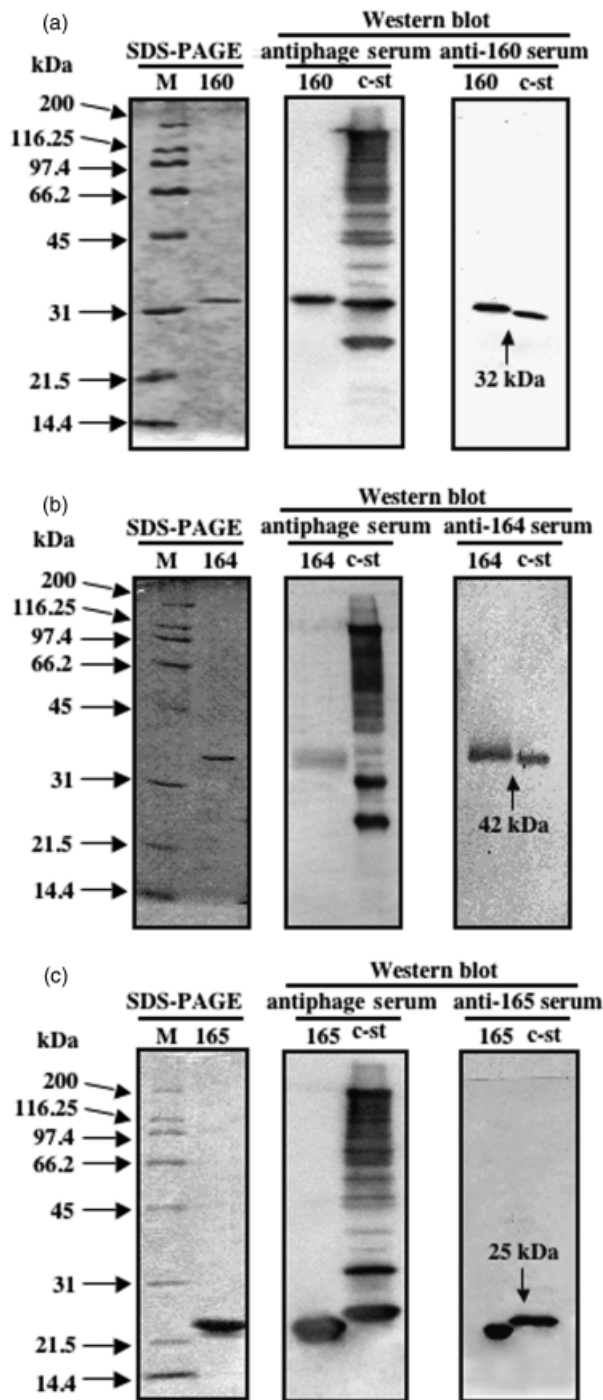 (a)
Western blot
SDS-PAGE antiphage serum anti-160 serum
kDa M 160 160 c-st 160 c-st
200
116.25
97.4
66.2
45
31
21.5
14.4
32 kDa
(b)
Western blot
SDS-PAGE antiphage serum anti-164 serum
kDa M 164 164 c-st 164 c-st
200
116.25
97.4
66.2
45
31
21.5
14.4
42 kDa
(c)
Western blot
SDS-PAGE antiphage serum anti-165 serum
kDa M 165 165 c-st 165 c-st
200
116.25
97.4
66.2
45
31
21.5
14.4
25 kDa